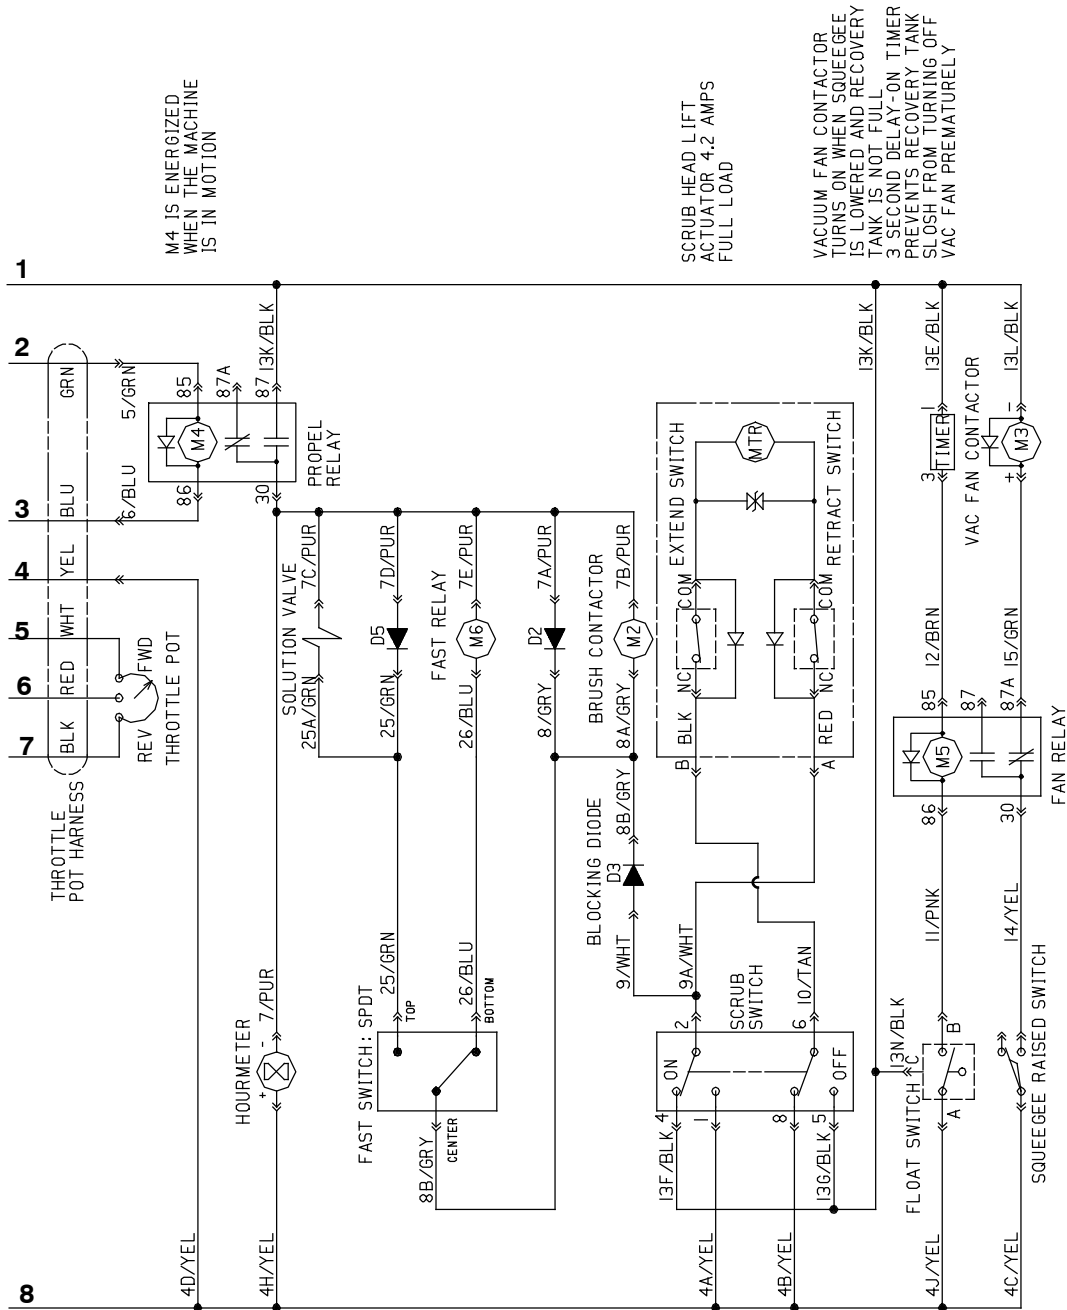 M4 IS ENERGIZED
WHEN THE MACHINE
IS IN MOTION
SCRUB HEAD LIFT
ACTUATOR 4.2 AMPS
FULL LOAD
VACUUM FAN CONTACTOR
TURNS ON WHEN SQUEEGEE
IS LOWERED AND RECOVERY
TANK IS NOT FULL
3 SECOND DELAY-ON TIMER
PREVENTS RECOVERY TANK
SLOSH FROM TURNING OFF
VAC FAN PREMATURELY
1
2
3
4
5
6
7
8
GRN
BLU
YEL
WHT
RED
BLK
THROTTLE
POT HARNESS
REV
FWD
THROTTLE POT
5/GRN
6/BLU
85
87A
87
86
30
M4
PROPEL
RELAY
13K/BLK
4D/YEL
HOURMETER
+
-
7/PUR
4H/YEL
SOLUTION VALVE
7C/PUR
25A/GRN
7D/PUR
D5
25/GRN
FAST RELAY
7E/PUR
M6
26/BLU
7A/PUR
D2
8/GRY
BRUSH CONTACTOR
7B/PUR
M2
8A/GRY
25/GRN
TOP
26/BLU
BOTTOM
FAST SWITCH: SPDT
CENTER
8B/GRY
BLOCKING DIODE
D3
8B/GRY
9/WHT
EXTEND SWITCH
MTR
RETRACT SWITCH
COM
NC
COM
NC
BLK
RED
B
A
9A/WHT
10/TAN
SCRUB
SWITCH
2
6
ON
OFF
4
1
8
5
13F/BLK
13G/BLK
4A/YEL
4B/YEL
13K/BLK
13N/BLK
13E/BLK
1
TIMER
3
12/BRN
VAC FAN CONTACTOR
13L/BLK
-
M3
+
15/GRN
85
87
87A
M5
86
30
FAN RELAY
11/PNK
14/YEL
FLOAT SWITCH
C
B
A
SQUEEGEE RAISED SWITCH
4J/YEL
4C/YEL